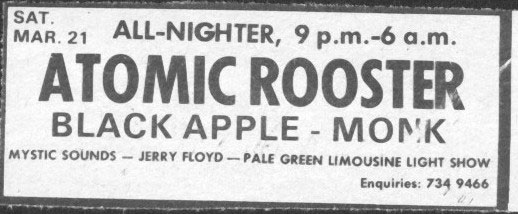 SAT.
MAR. 21
ALL-NIGHTER, 9 p.m.-6 a.m.
ATOMIC ROOSTER
BLACK APPLE - MONK
MYSTIC SOUNDS — JERRY FLOYD — PALE GREEN LIMOUSINE LIGHT SHOW
Enquiries: 734 9466